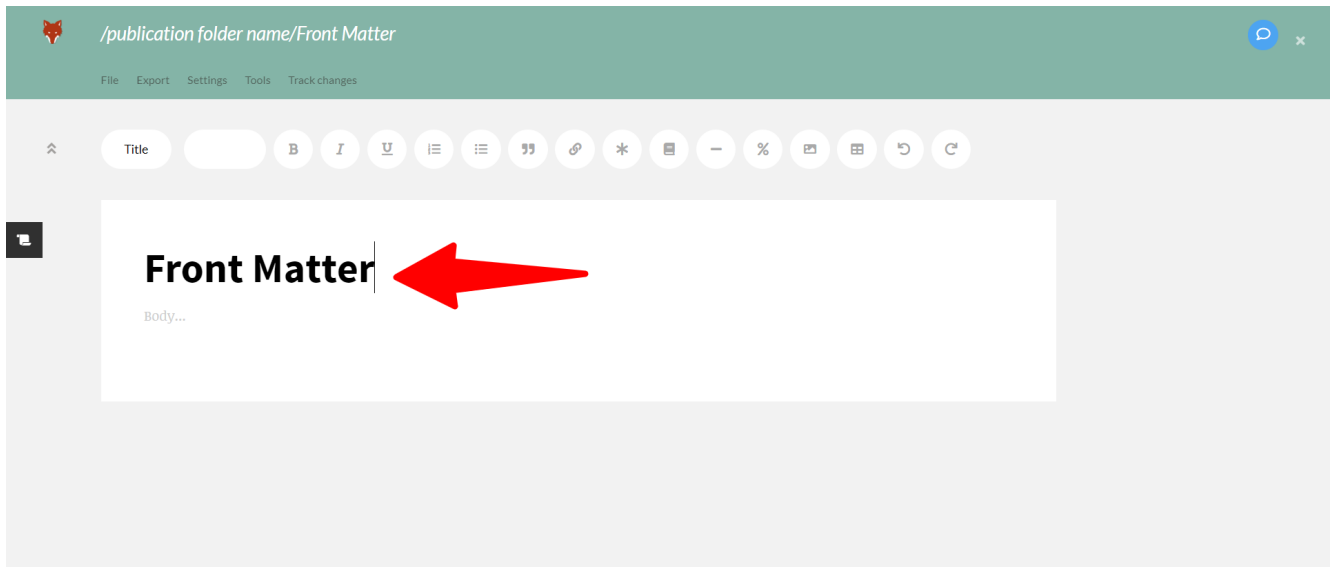 /publication folder name/Front Matter
File Export Settings Tools Track changes
Title B I U
Front Matter
Body...